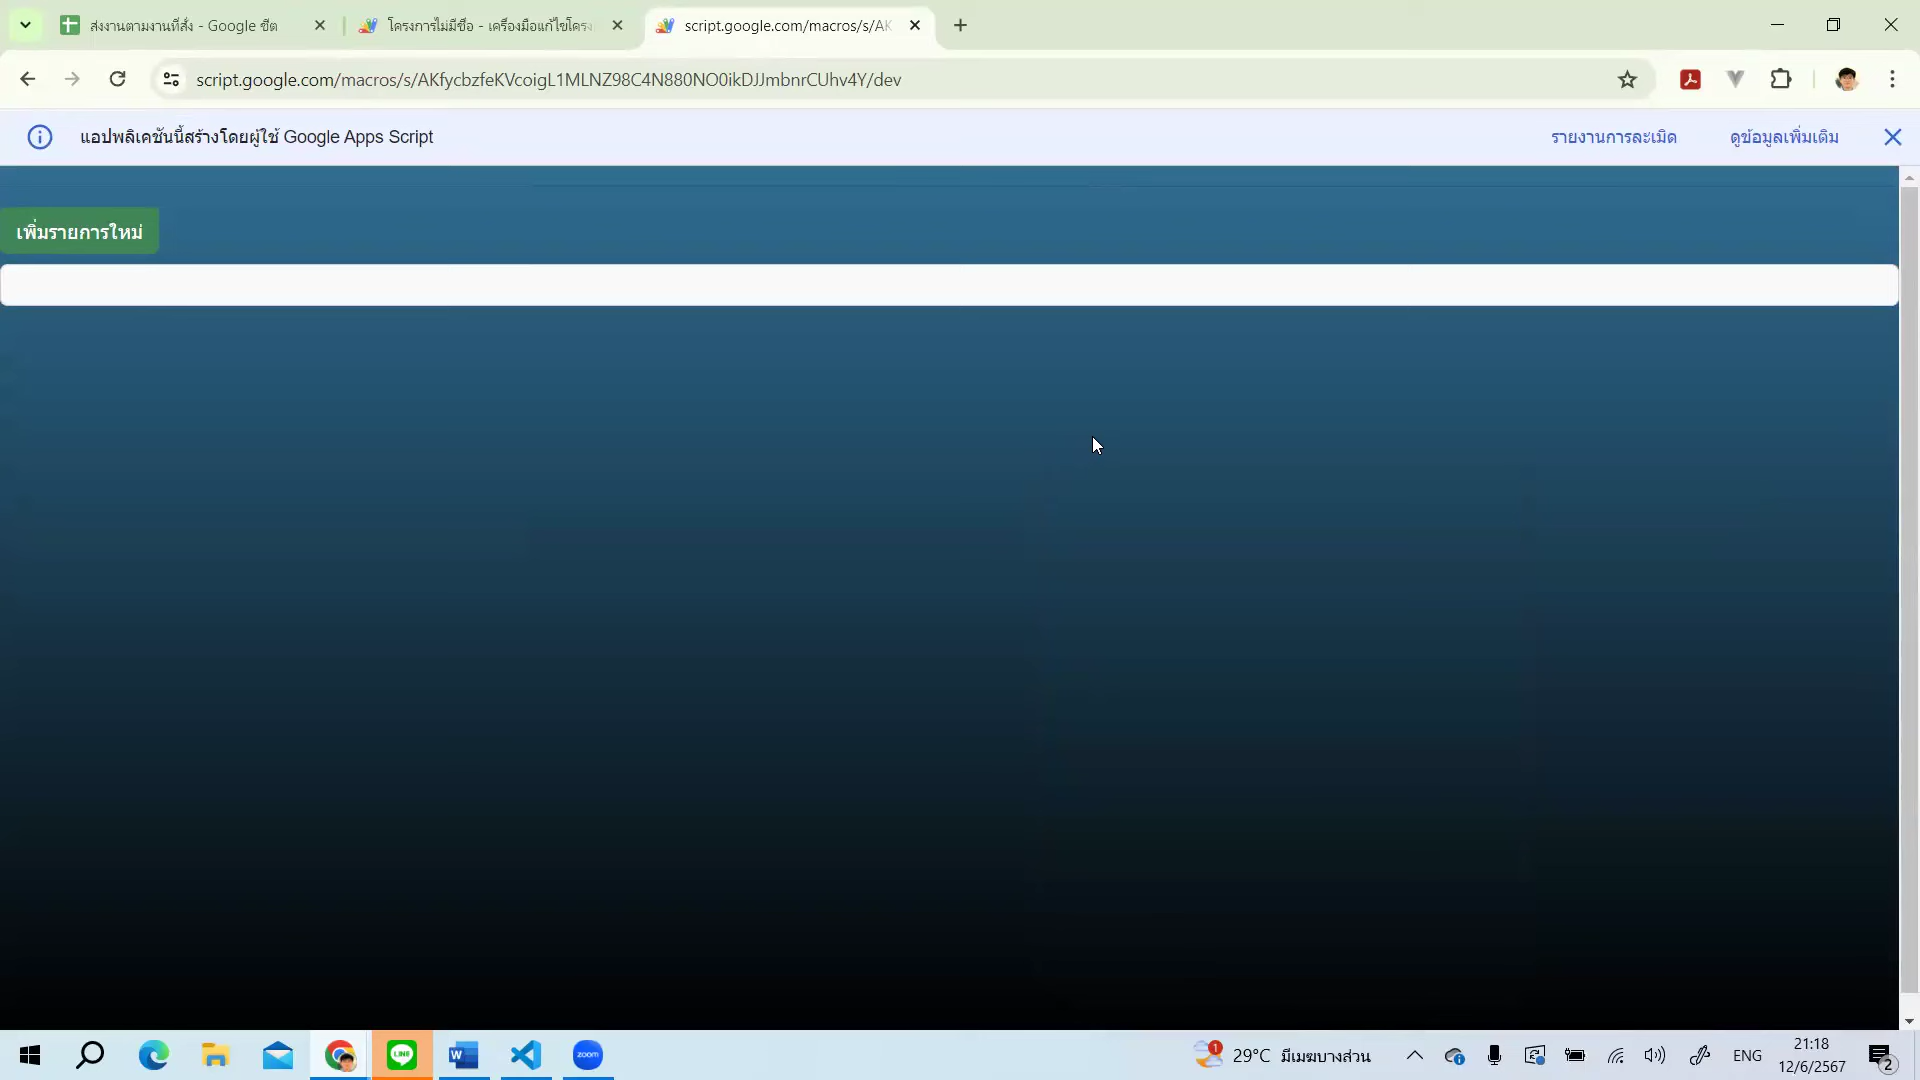 ส่งงานตามงานที่สั่ง - Google ชีต
โครงการไม่มีชื่อ - เครื่องมือแก้ไขโครง
script.google.com/macros/s/AK
script.google.com/macros/s/AKfycbzfeKVcoigL1MLNZ98C4N880NO0ikDJJmbnrCUhv4Y/dev
แอปพลิเคชันนี้สร้างโดยผู้ใช้ Google Apps Script
รายงานการละเมิด
ดูข้อมูลเพิ่มเติม
เพิ่มรายการใหม่
LINE
W
zoom
1
29°C มีเมฆบางส่วน
ENG
21:18
12/6/2567
2